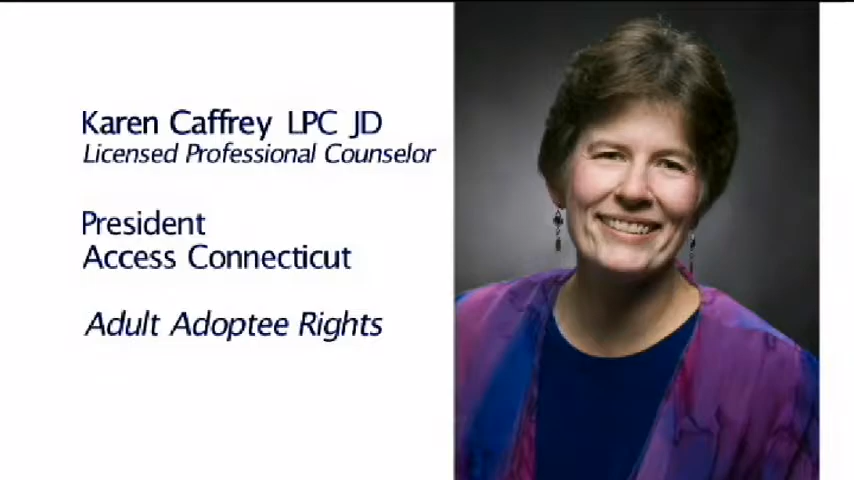 Karen Caffrey LPC JD
Licensed Professional Counselor
President
Access Connecticut
Adult Adoptee Rights